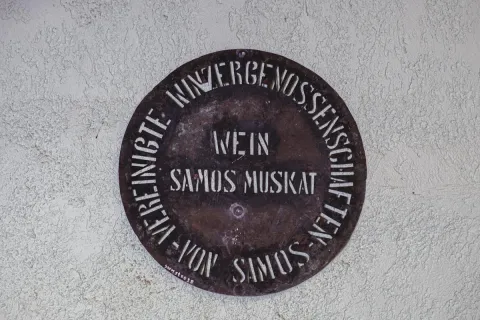 VEREINIGTE· WINZERGENOSSENSCHAFTEN- VON SAMOS-
WEIN
SAMOS MUSKAT